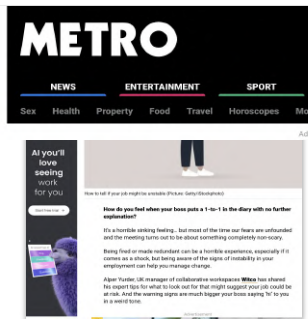 METRO
NEWS ENTERTAINMENT SPORT
Sex Health Property Food Travel Horoscopes Mo
Ad
AI you'll
love
seeing
work
for you
How to tell if your job might be unstable (Picture: Getty/iStockphoto)
How do you feel when your boss puts a 1-to-1 in the diary with no further
explanation?
It's a horrible sinking feeling... but most of the time our fears are unfounded
and the meeting turns out to be about something completely non-scary.
Being fired or made redundant can be a horrible experience, especially if it
comes as a shock, but being aware of the signs of instability in your
employment can help you manage change.
Alper Yurder, UK manager of collaborative workspaces Witco has shared
his expert tips for what to look out for that might suggest your job could be
at risk. And the warning signs are much bigger your boss saying 'hi' to you
in a weird tone.
Advertisement